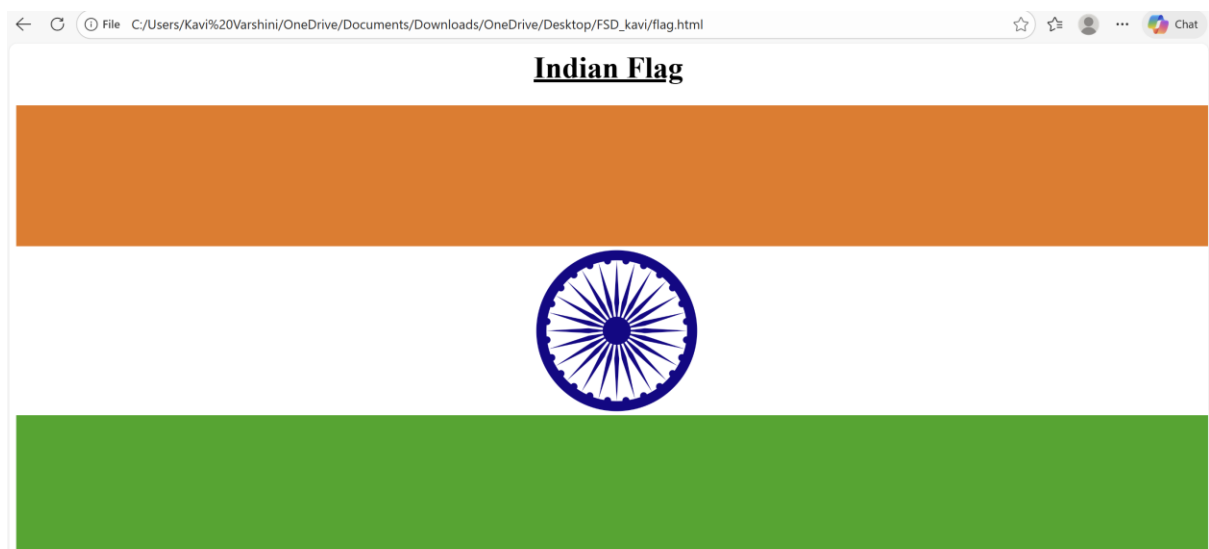 File C:/Users/Kavi%20Varshini/OneDrive/Documents/Downloads/OneDrive/Desktop/FSD_kavi/flag.html
Chat
Indian Flag